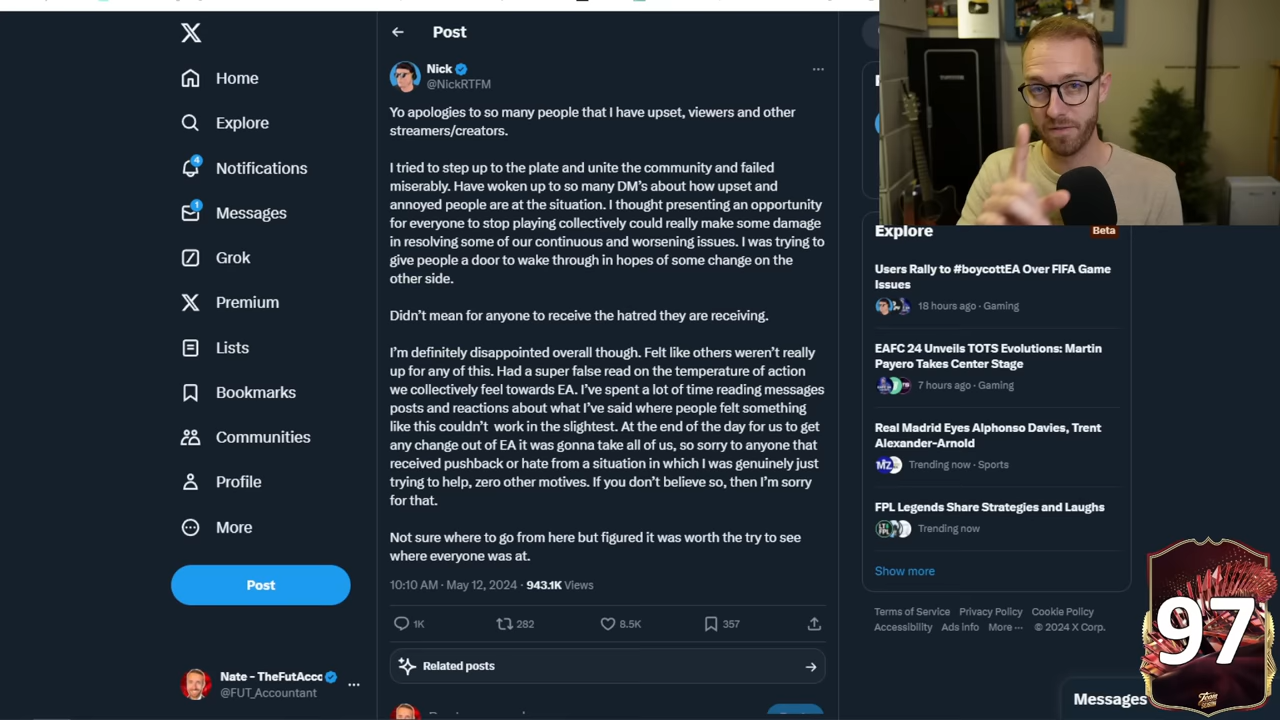 Home
Explore
4
Notifications
1
Messages
Grok
Premium
Lists
Bookmarks
Communities
Profile
More
Post
Nate - TheFutAcc
@FUT_Accountant
Post
Nick
@NickRTFM
Yo apologies to so many people that I have upset, viewers and other
streamers/creators.
I tried to step up to the plate and unite the community and failed
miserably. Have woken up to so many DM's about how upset and
annoyed people are at the situation. I thought presenting an opportunity
for everyone to stop playing collectively could really make some damage
in resolving some of our continuous and worsening issues. I was trying to
give people a door to wake through in hopes of some change on the
other side.
Didn't mean for anyone to receive the hatred they are receiving.
I'm definitely disappointed overall though. Felt like others weren't really
up for any of this. Had a super false read on the temperature of action
we collectively feel towards EA. I've spent a lot of time reading messages
posts and reactions about what I've said where people felt something
like this couldn't work in the slightest. At the end of the day for us to get
any change out of EA it was gonna take all of us, so sorry to anyone that
received pushback or hate from a situation in which I was genuinely just
trying to help, zero other motives. If you don't believe so, then I'm sorry
for that.
Not sure where to go from here but figured it was worth the try to see
where everyone was at.
10:10 AM · May 12, 2024 · 943.1K Views
1K 282 8.5K 357
Related posts
Explore Beta
Users Rally to #boycottEA Over FIFA Game
Issues
18 hours ago · Gaming
EAFC 24 Unveils TOTS Evolutions: Martin
Payero Takes Center Stage
7 hours ago · Gaming
Real Madrid Eyes Alphonso Davies, Trent
Alexander-Arnold
Trending now · Sports
FPL Legends Share Strategies and Laughs
Trending now
Show more
Terms of Service Privacy Policy Cookie Policy
Accessibility Ads info More ··· © 2024 X Corp.
Messages
97